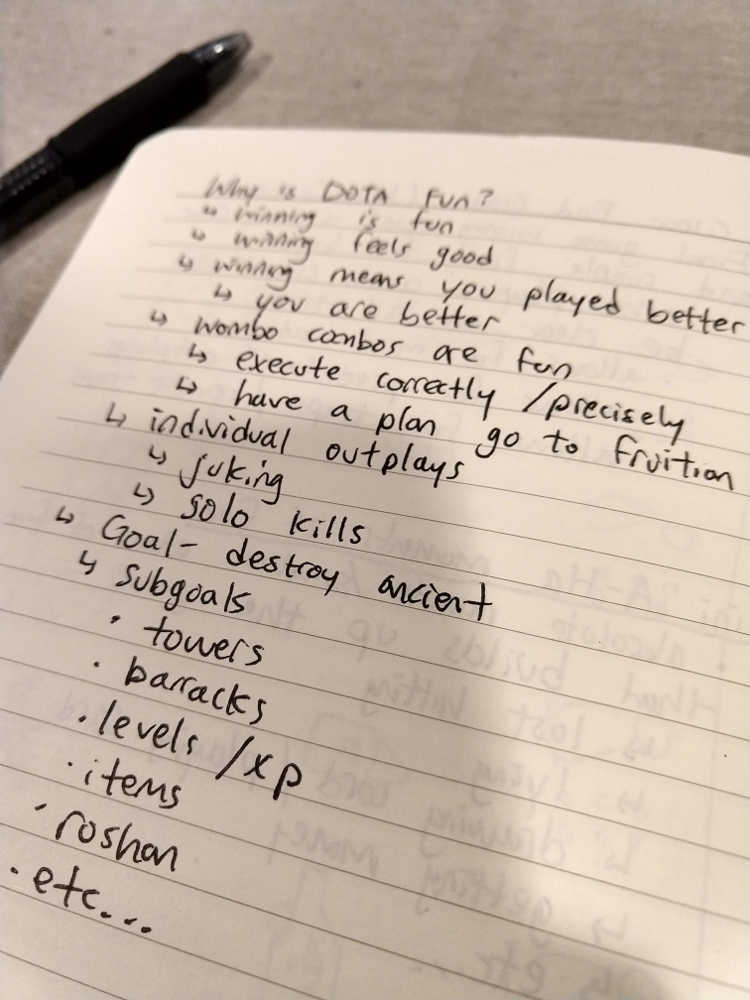 Why is DOTA fun?
↳ winning is fun
↳ winning feels good
↳ winning means you played better
↳ you are better
↳ wombo combos are fun
↳ execute correctly / precisely
↳ have a plan go to fruition
↳ individual outplays
↳ juking
↳ solo kills
↳ Goal - destroy ancient
↳ subgoals
• towers
• barracks
• levels / xp
• items
• roshan
• etc...